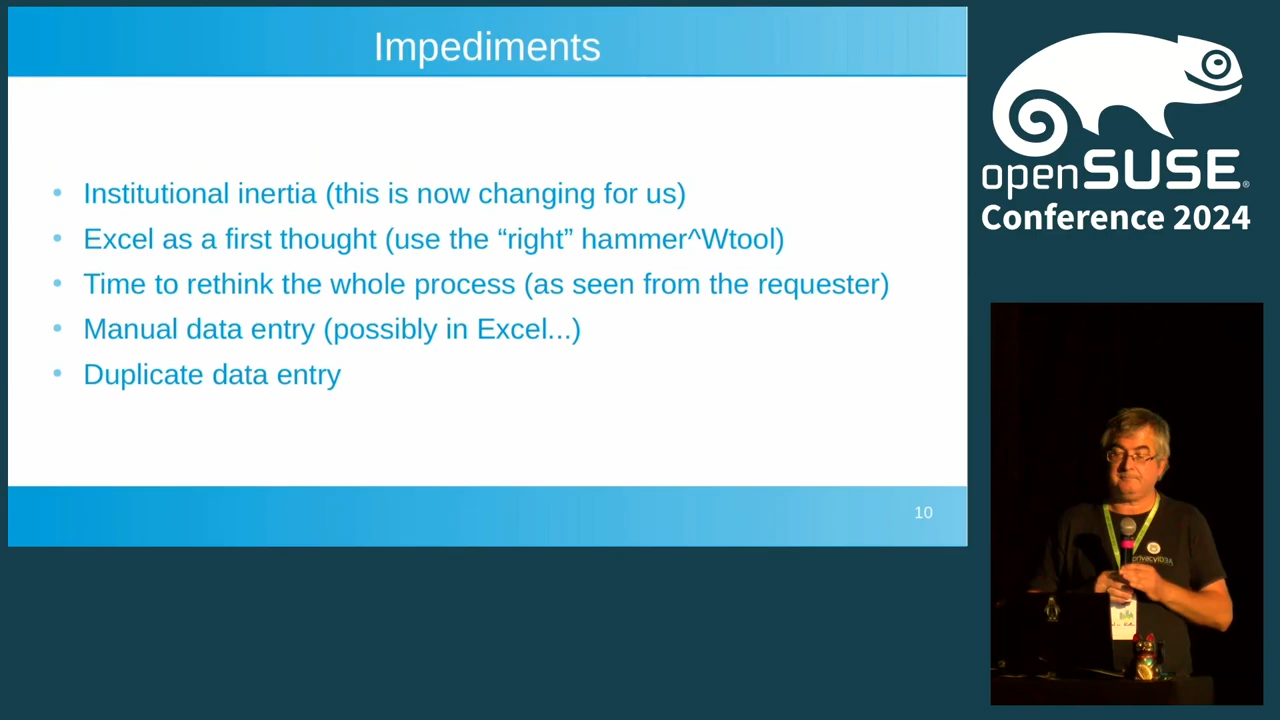 Impediments
Institutional inertia (this is now changing for us)
Excel as a first thought (use the “right” hammer^Wtool)
Time to rethink the whole process (as seen from the requester)
Manual data entry (possibly in Excel...)
Duplicate data entry
10
openSUSE®
Conference 2024
privacyIDEA